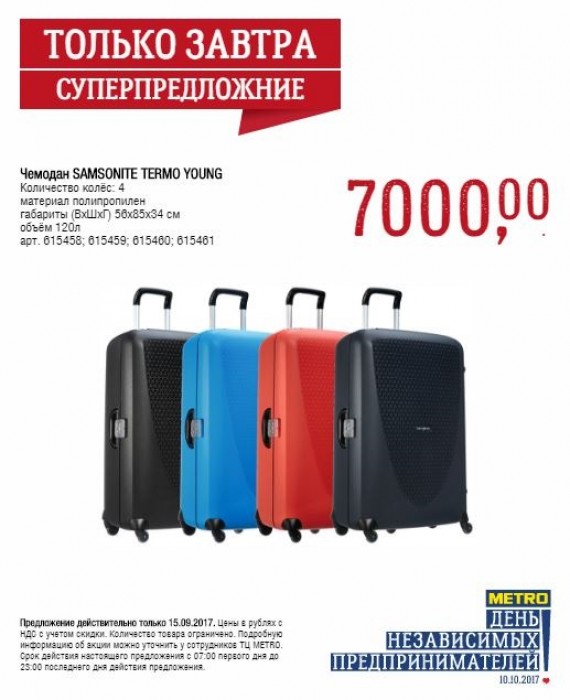 ТОЛЬКО ЗАВТРА
СУПЕРПРЕДЛОЖНИЕ
Чемодан SAMSONITE TERMO YOUNG
Количество колёс: 4
материал полипропилен
габариты (ВхШхГ) 56х85х34 см
объём 120л
арт. 615458; 615459; 615460; 615461
7000,00
Предложение действительно только 15.09.2017. Цены в рублях с
НДС с учетом скидки. Количество товара ограничено. Подробную
информацию об акции можно уточнить у сотрудников ТЦ METRO.
Срок действия настоящего предложения с 07:00 первого дня до
23:00 последнего дня действия предложения.
METRO
ДЕНЬ
НЕЗАВИСИМЫХ
ПРЕДПРИНИМАТЕЛЕЙ
10.10.2017